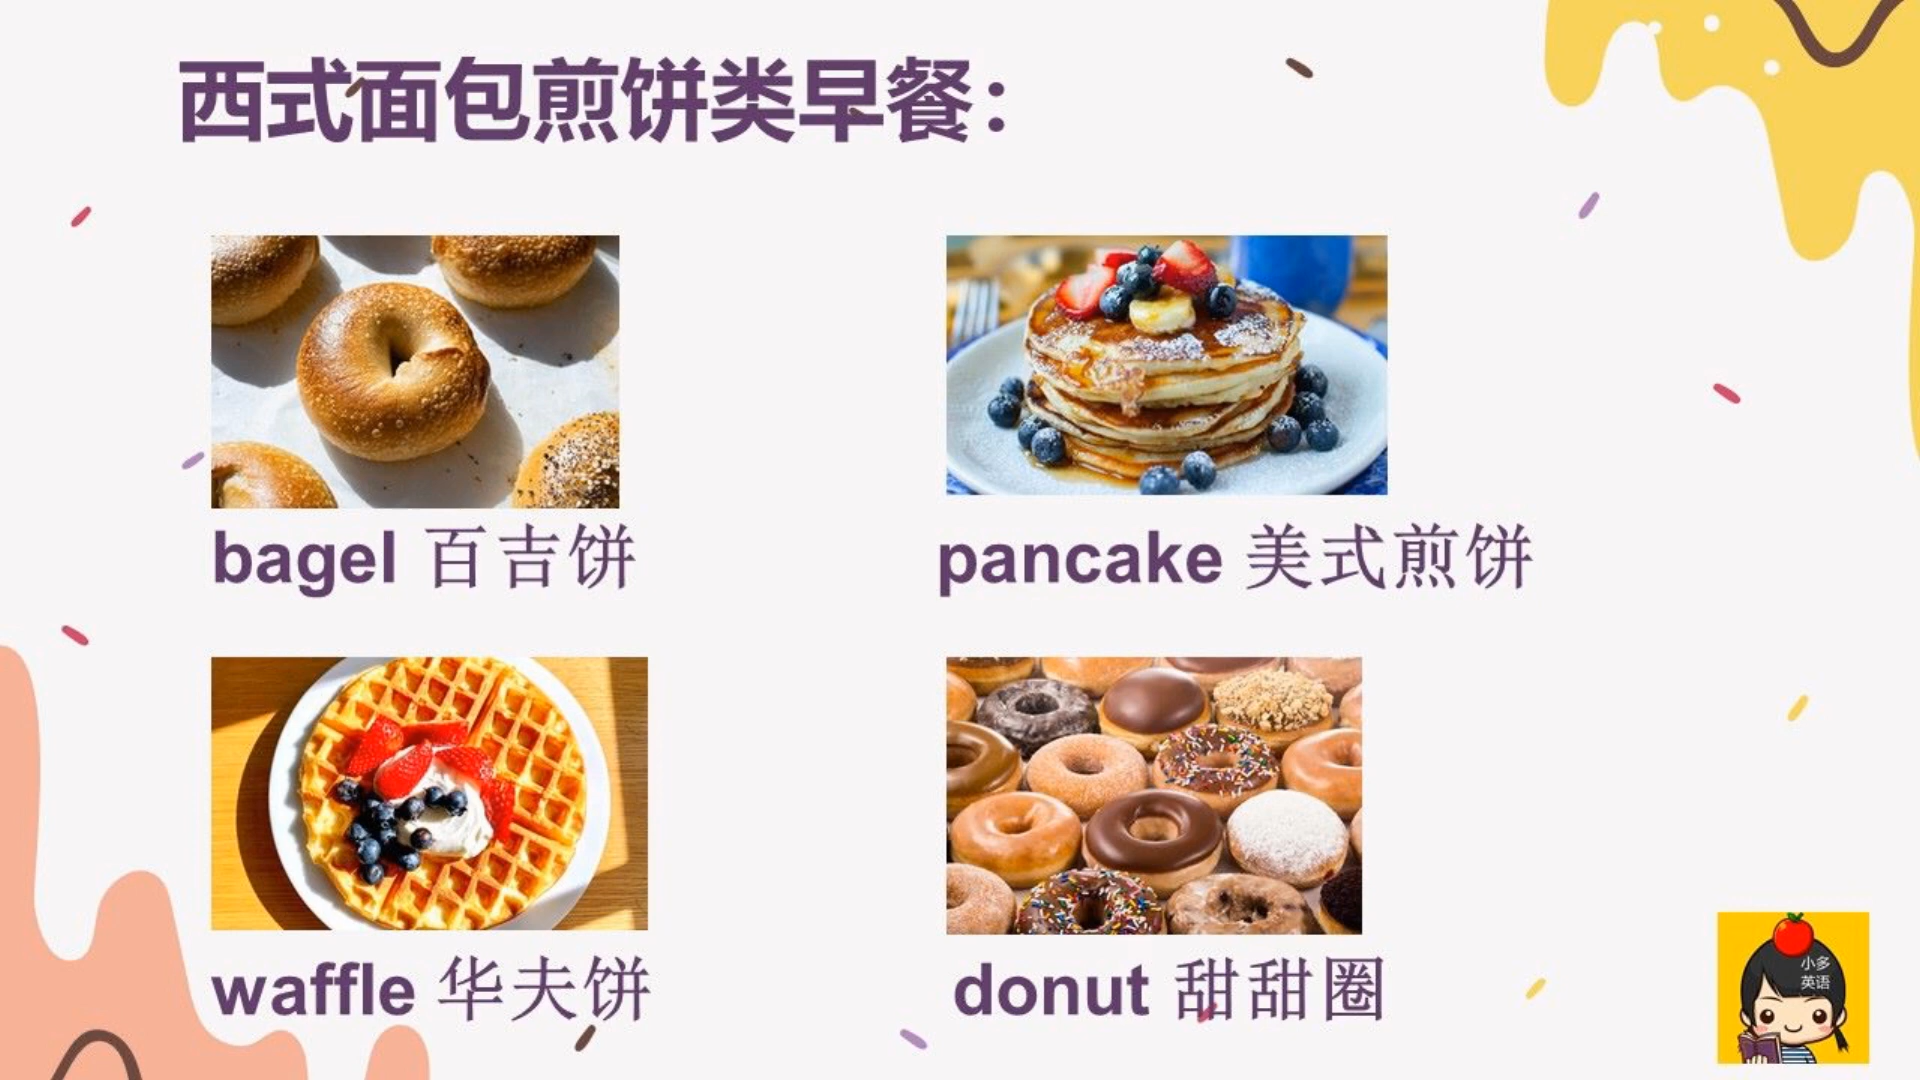 西式面包煎饼类早餐：
bagel 百吉饼
pancake 美式煎饼
waffle 华夫饼
donut 甜甜圈
小多
英语